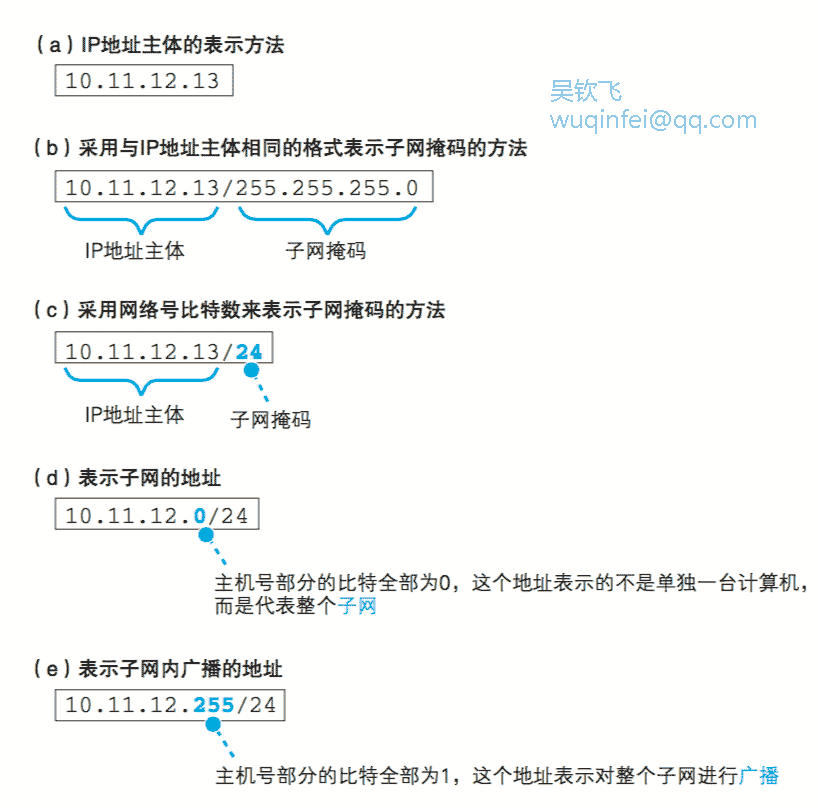 （a）IP地址主体的表示方法
10.11.12.13
吴钦飞
wuqinfei@qq.com
（b）采用与IP地址主体相同的格式表示子网掩码的方法
10.11.12.13/255.255.255.0
IP地址主体 子网掩码
（c）采用网络号比特数来表示子网掩码的方法
10.11.12.13/24
IP地址主体 子网掩码
（d）表示子网的地址
10.11.12.0/24
主机号部分的比特全部为0，这个地址表示的不是单独一台计算机，
而是代表整个子网
（e）表示子网内广播的地址
10.11.12.255/24
主机号部分的比特全部为1，这个地址表示对整个子网进行广播